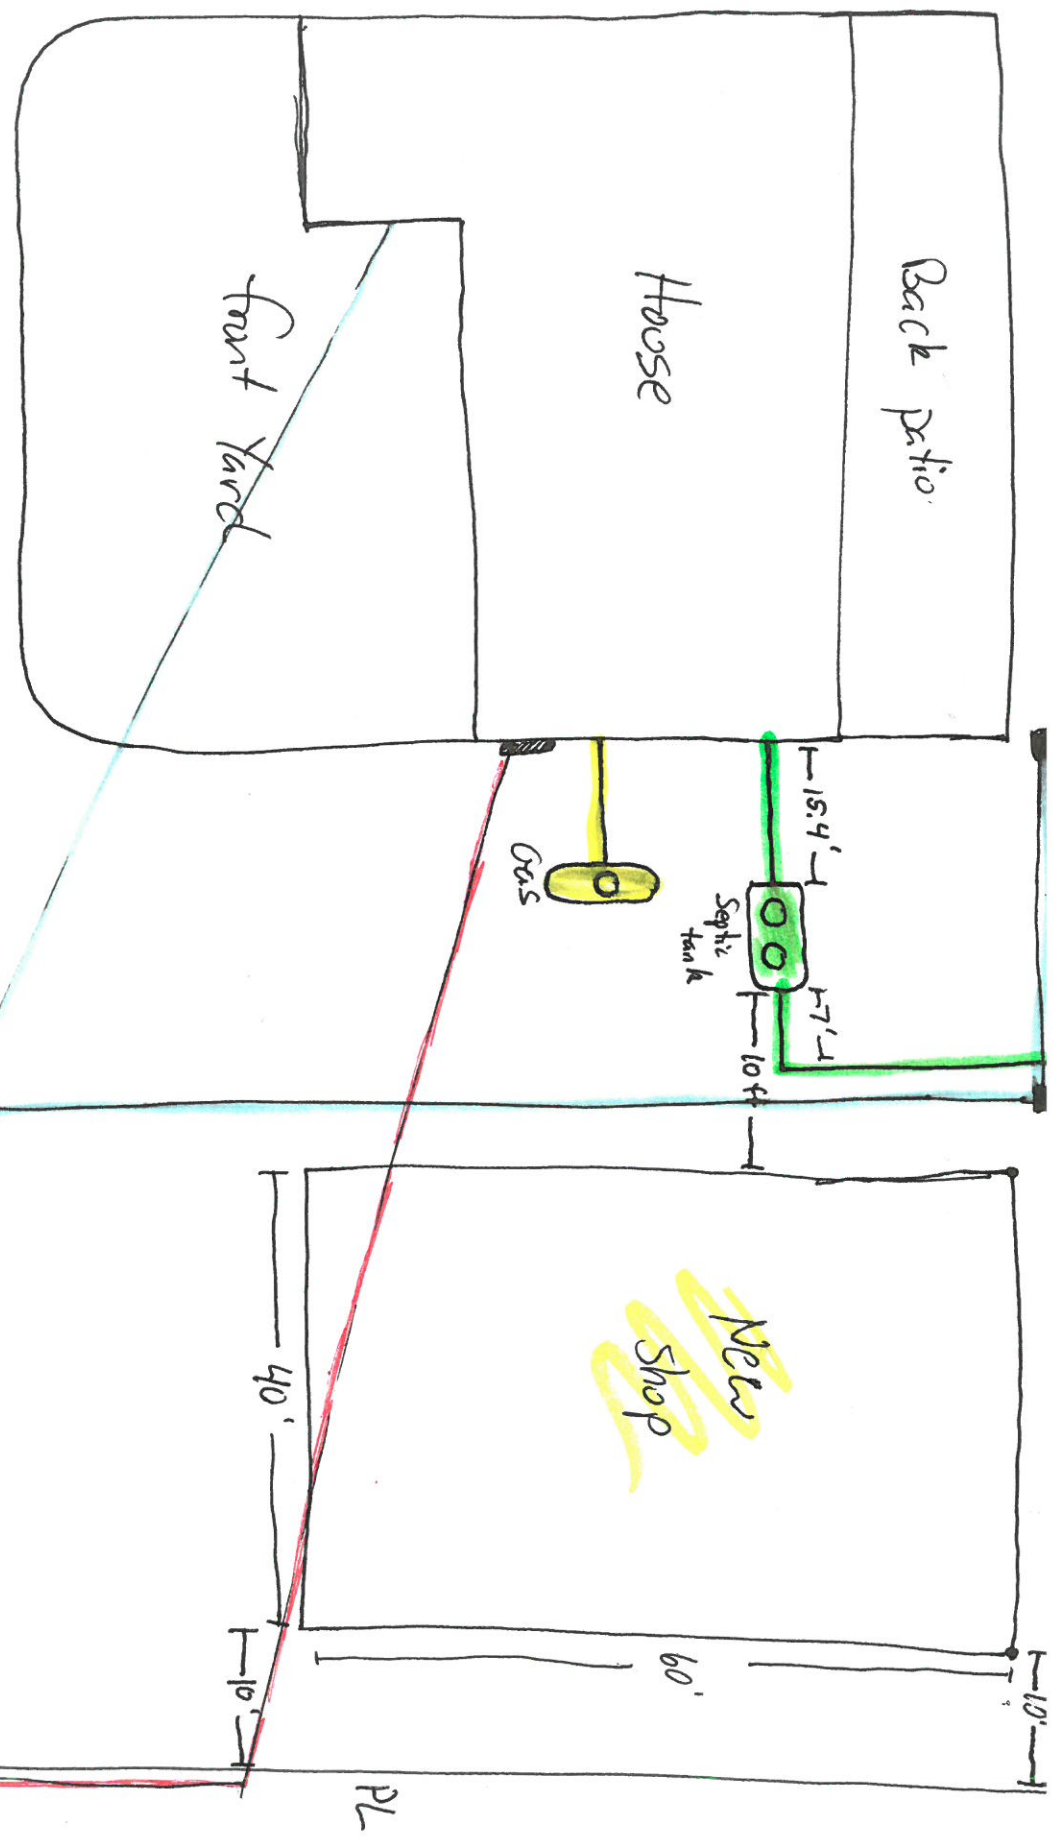 Back patio.
House
front Yard
15.4'
7'
Septic
tank
10 ft
Gas
New
Shop
40'
60'
10'
10'
PL